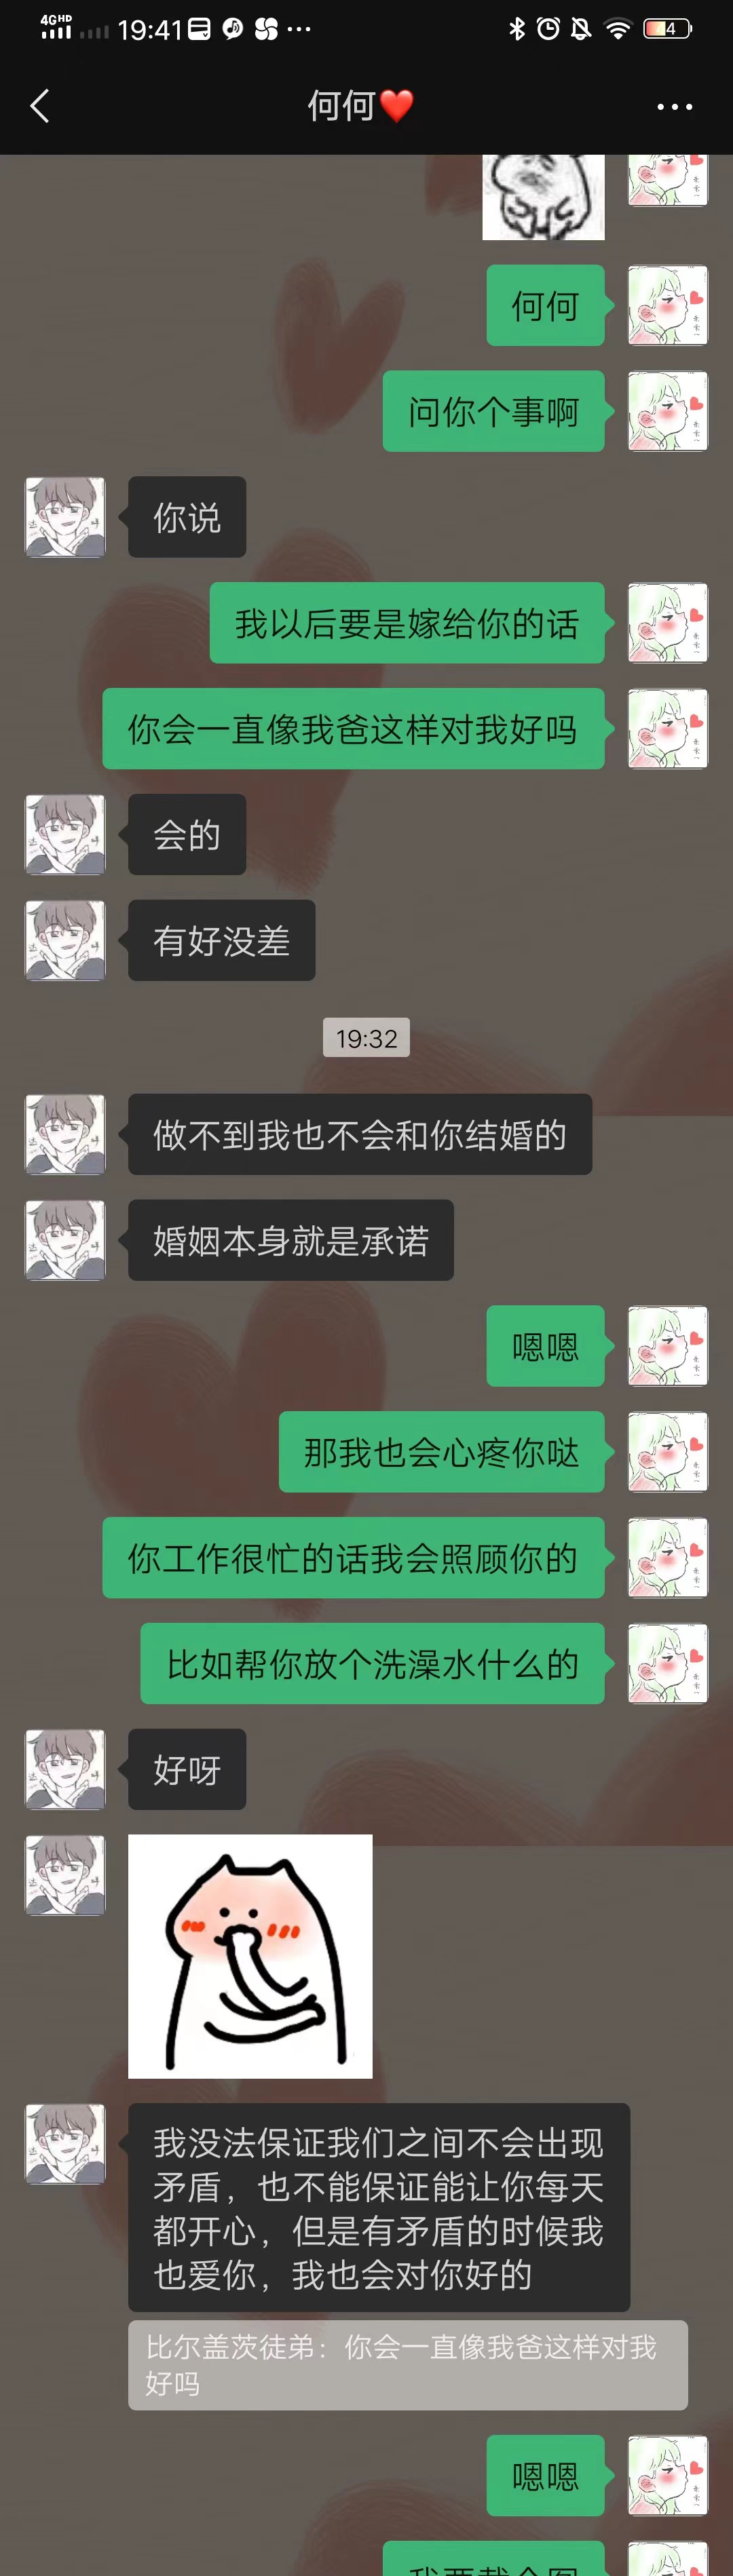 4G HD
19:41
4
何何❤️
何何
问你个事啊
你说
我以后要是嫁给你的话
你会一直像我爸这样对我好吗
会的
有好没差
19:32
做不到我也不会和你结婚的
婚姻本身就是承诺
嗯嗯
那我也会心疼你哒
你工作很忙的话我会照顾你的
比如帮你放个洗澡水什么的
好呀
我没法保证我们之间不会出现
矛盾，也不能保证能让你每天
都开心，但是有矛盾的时候我
也爱你，我也会对你好的
比尔盖茨徒弟：你会一直像我爸这样对我
好吗
嗯嗯